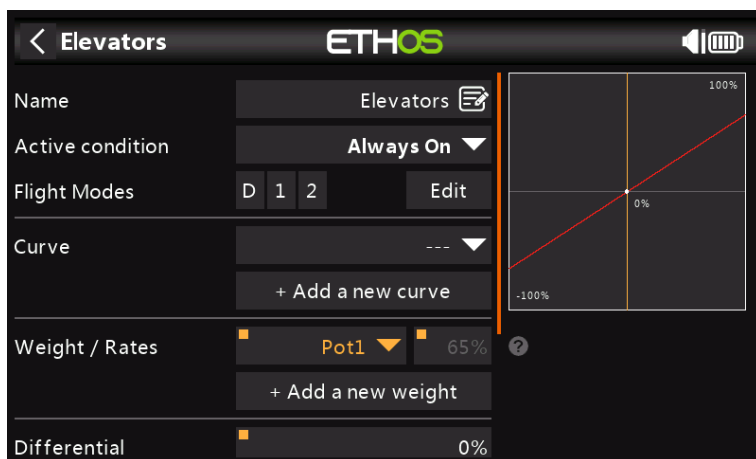 Elevators
ETHOS
Name
Elevators
Active condition
Always On
Flight Modes
D 1 2
Edit
Curve
---
+ Add a new curve
Weight / Rates
Pot1
65%
+ Add a new weight
Differential
0%
100%
0%
-100%
?